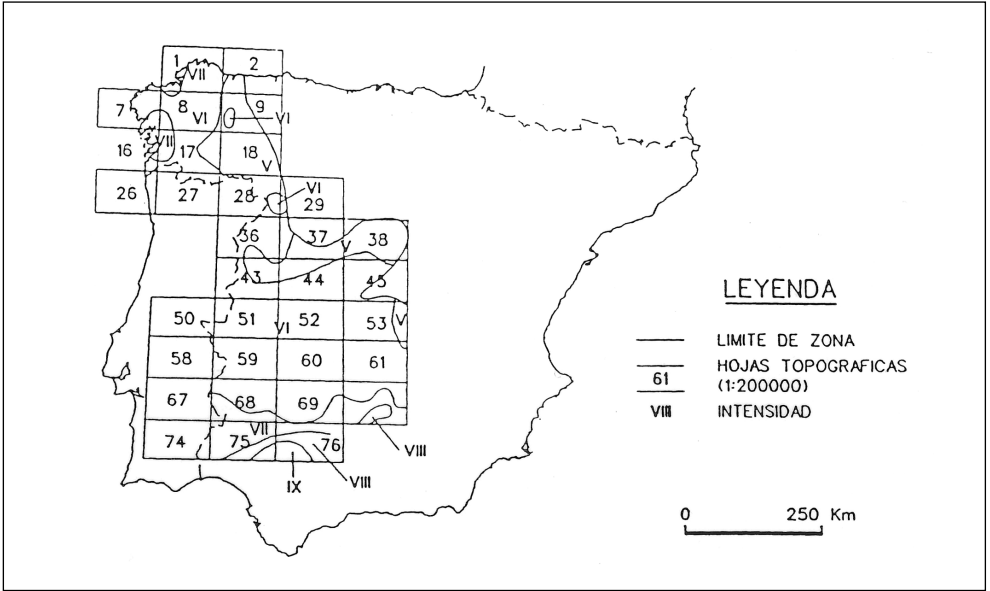 1 2
VII
7 8 VI 9 VI
VII
16 17 18
V
26 27 28 VI 29
36 37 V 38
43 44 45
50 51 VI 52 53 V
58 59 60 61
67 68 69
VII
74 75 76 VIII
IX VIII
LEYENDA
LIMITE DE ZONA
HOJAS TOPOGRAFICAS
61 (1:200000)
VIII INTENSIDAD
0 250 Km